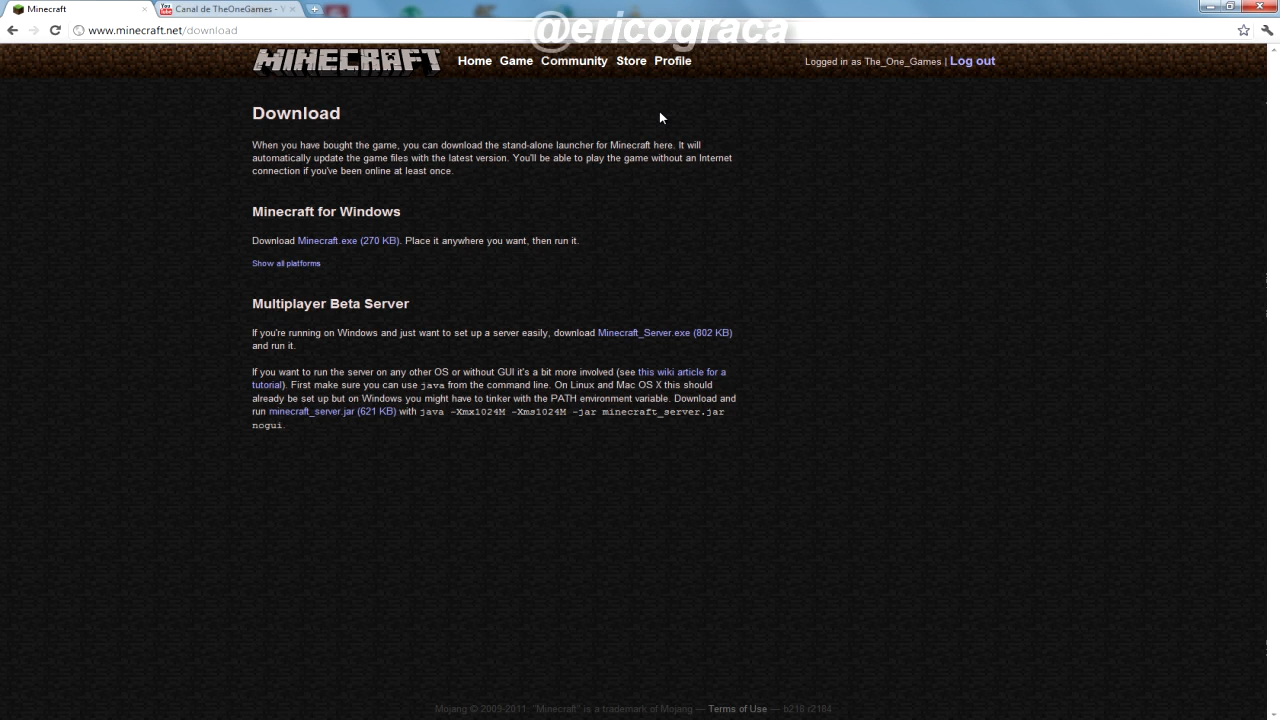 Minecraft
Canal de TheOneGames - Y
www.minecraft.net/download
@ericograca
MINECRAFT
Home Game Community Store Profile
Logged in as The_One_Games | Log out
Download
When you have bought the game, you can download the stand-alone launcher for Minecraft here. It will
automatically update the game files with the latest version. You'll be able to play the game without an Internet
connection if you've been online at least once.
Minecraft for Windows
Download Minecraft.exe (270 KB). Place it anywhere you want, then run it.
Show all platforms
Multiplayer Beta Server
If you're running on Windows and just want to set up a server easily, download Minecraft_Server.exe (802 KB)
and run it.
If you want to run the server on any other OS or without GUI it's a bit more involved (see this wiki article for a
tutorial). First make sure you can use java from the command line. On Linux and Mac OS X this should
already be set up but on Windows you might have to tinker with the PATH environment variable. Download and
run minecraft_server.jar (621 KB) with java -Xmx1024M -Xms1024M -jar minecraft_server.jar
nogui.
Mojang © 2009-2011. "Minecraft" is a trademark of Mojang — Terms of Use — b218 r2184